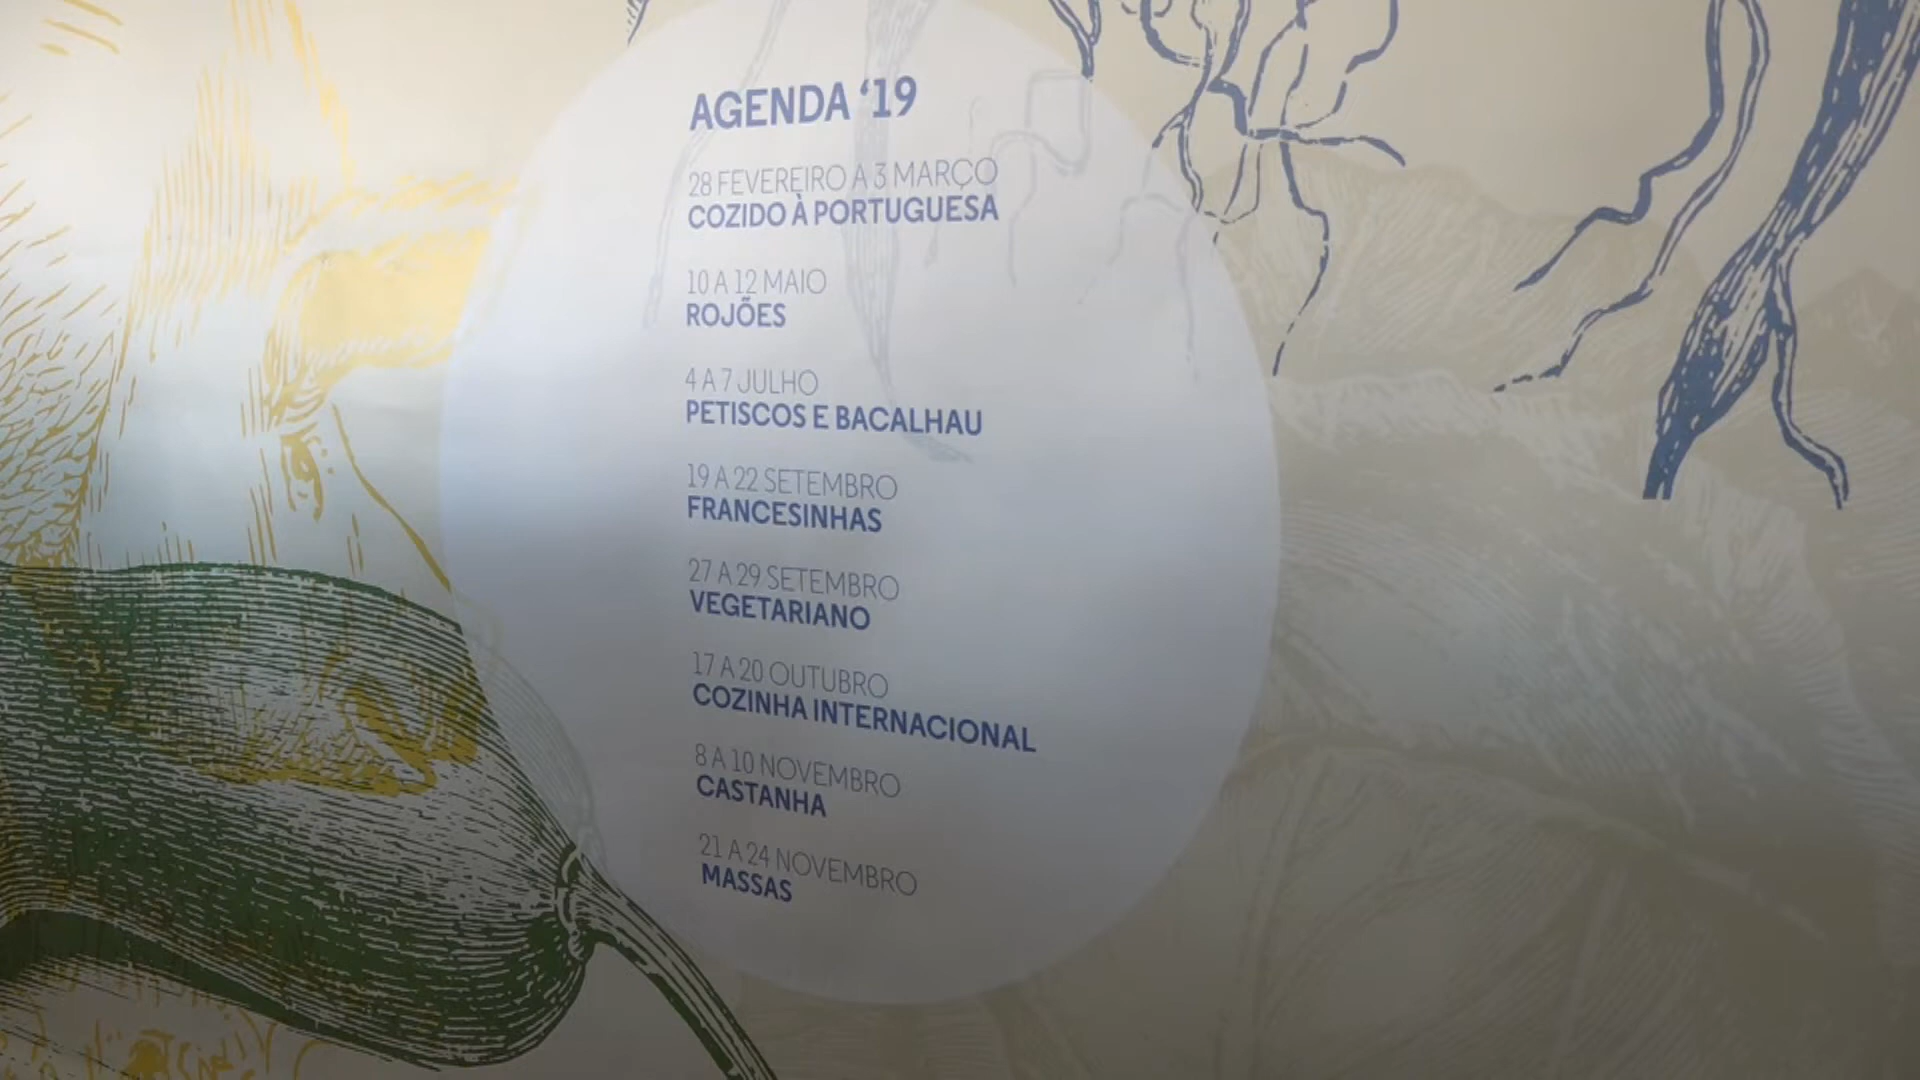 AGENDA ‘19
28 FEVEREIRO A 3 MARÇO
COZIDO À PORTUGUESA
10 A 12 MAIO
ROJÕES
4 A 7 JULHO
PETISCOS E BACALHAU
19 A 22 SETEMBRO
FRANCESINHAS
27 A 29 SETEMBRO
VEGETARIANO
17 A 20 OUTUBRO
COZINHA INTERNACIONAL
8 A 10 NOVEMBRO
CASTANHA
21 A 24 NOVEMBRO
MASSAS